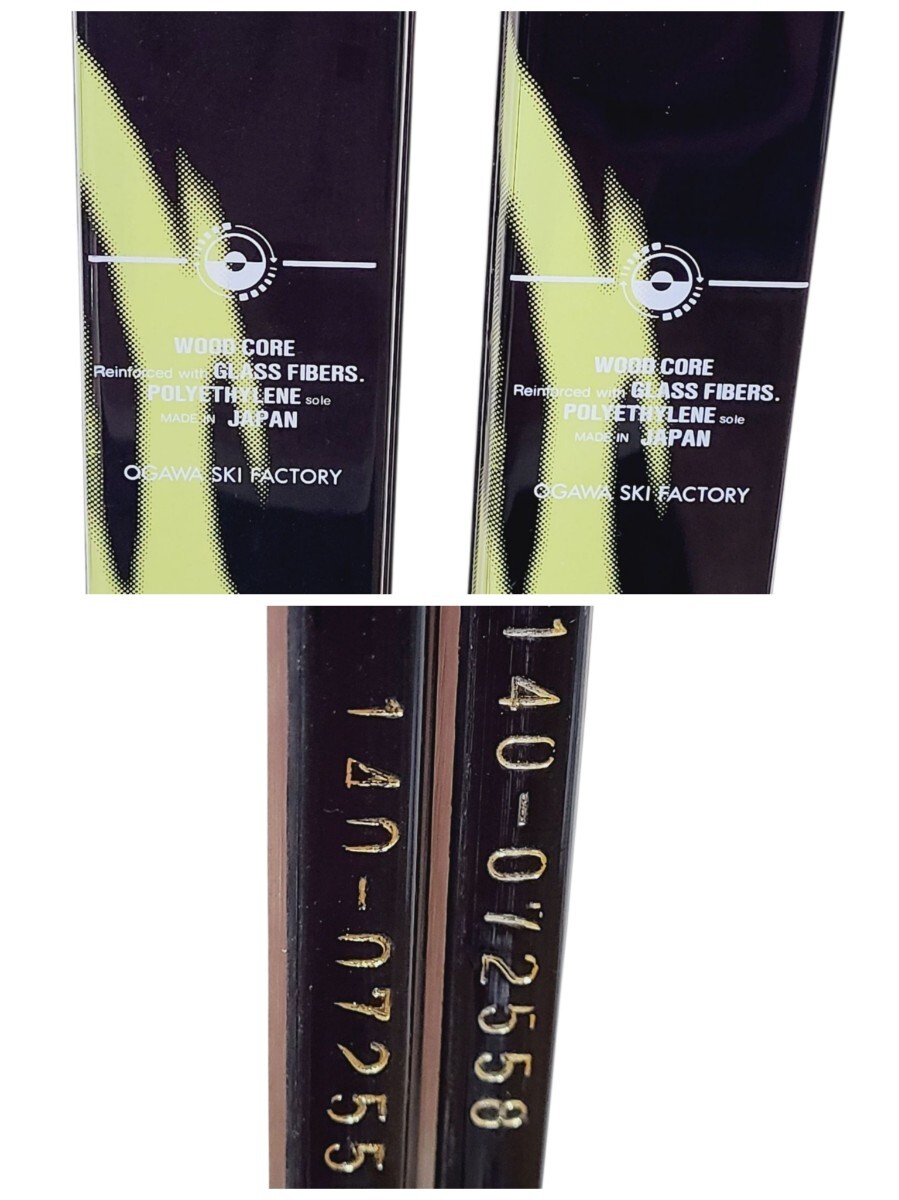 WOOD CORE
Reinforced with GLASS FIBERS.
POLYETHYLENE sole
MADE IN JAPAN
OGAWA SKI FACTORY
WOOD CORE
Reinforced with GLASS FIBERS.
POLYETHYLENE sole
MADE IN JAPAN
OGAWA SKI FACTORY
140-07255
140-072558